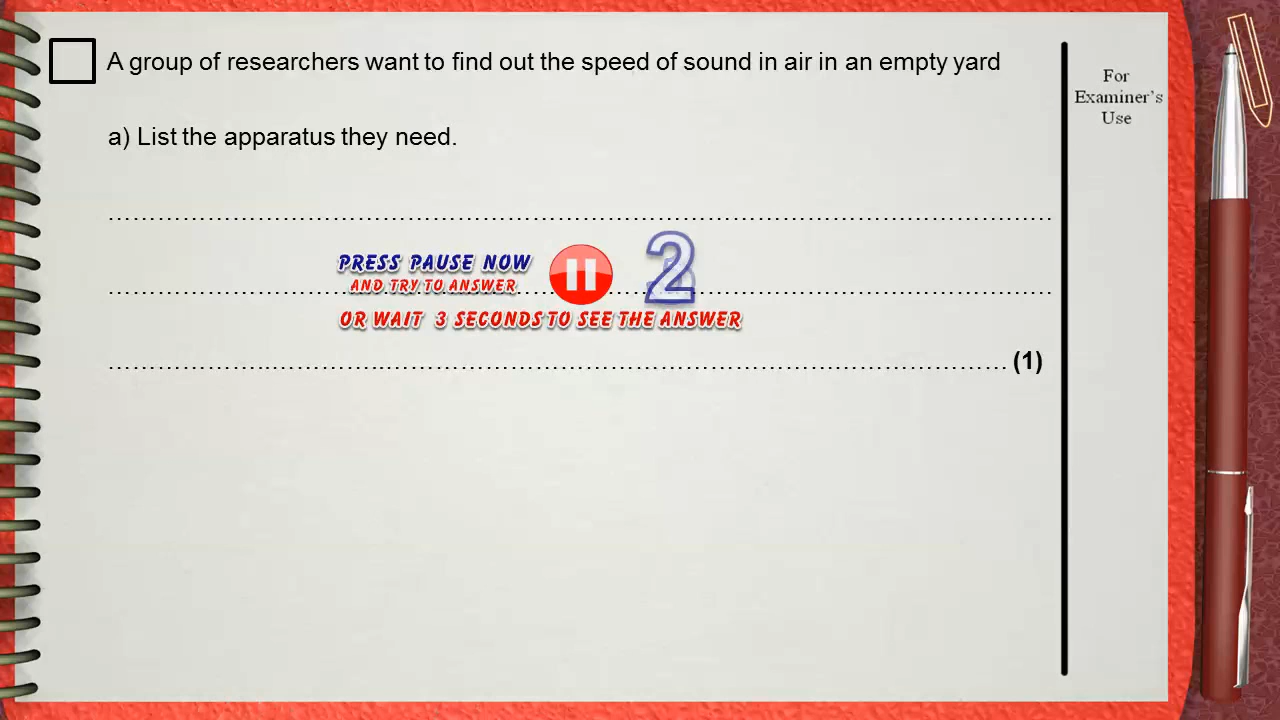 A group of researchers want to find out the speed of sound in air in an empty yard
For
Examiner's
Use
a) List the apparatus they need.
………………………………………………………………………………………………………
PRESS PAUSE NOW 2
AND TRY TO ANSWER
………………………………………………………………………………………………………
OR WAIT 3 SECONDS TO SEE THE ANSWER
………………………………………………………………………………………………… (1)